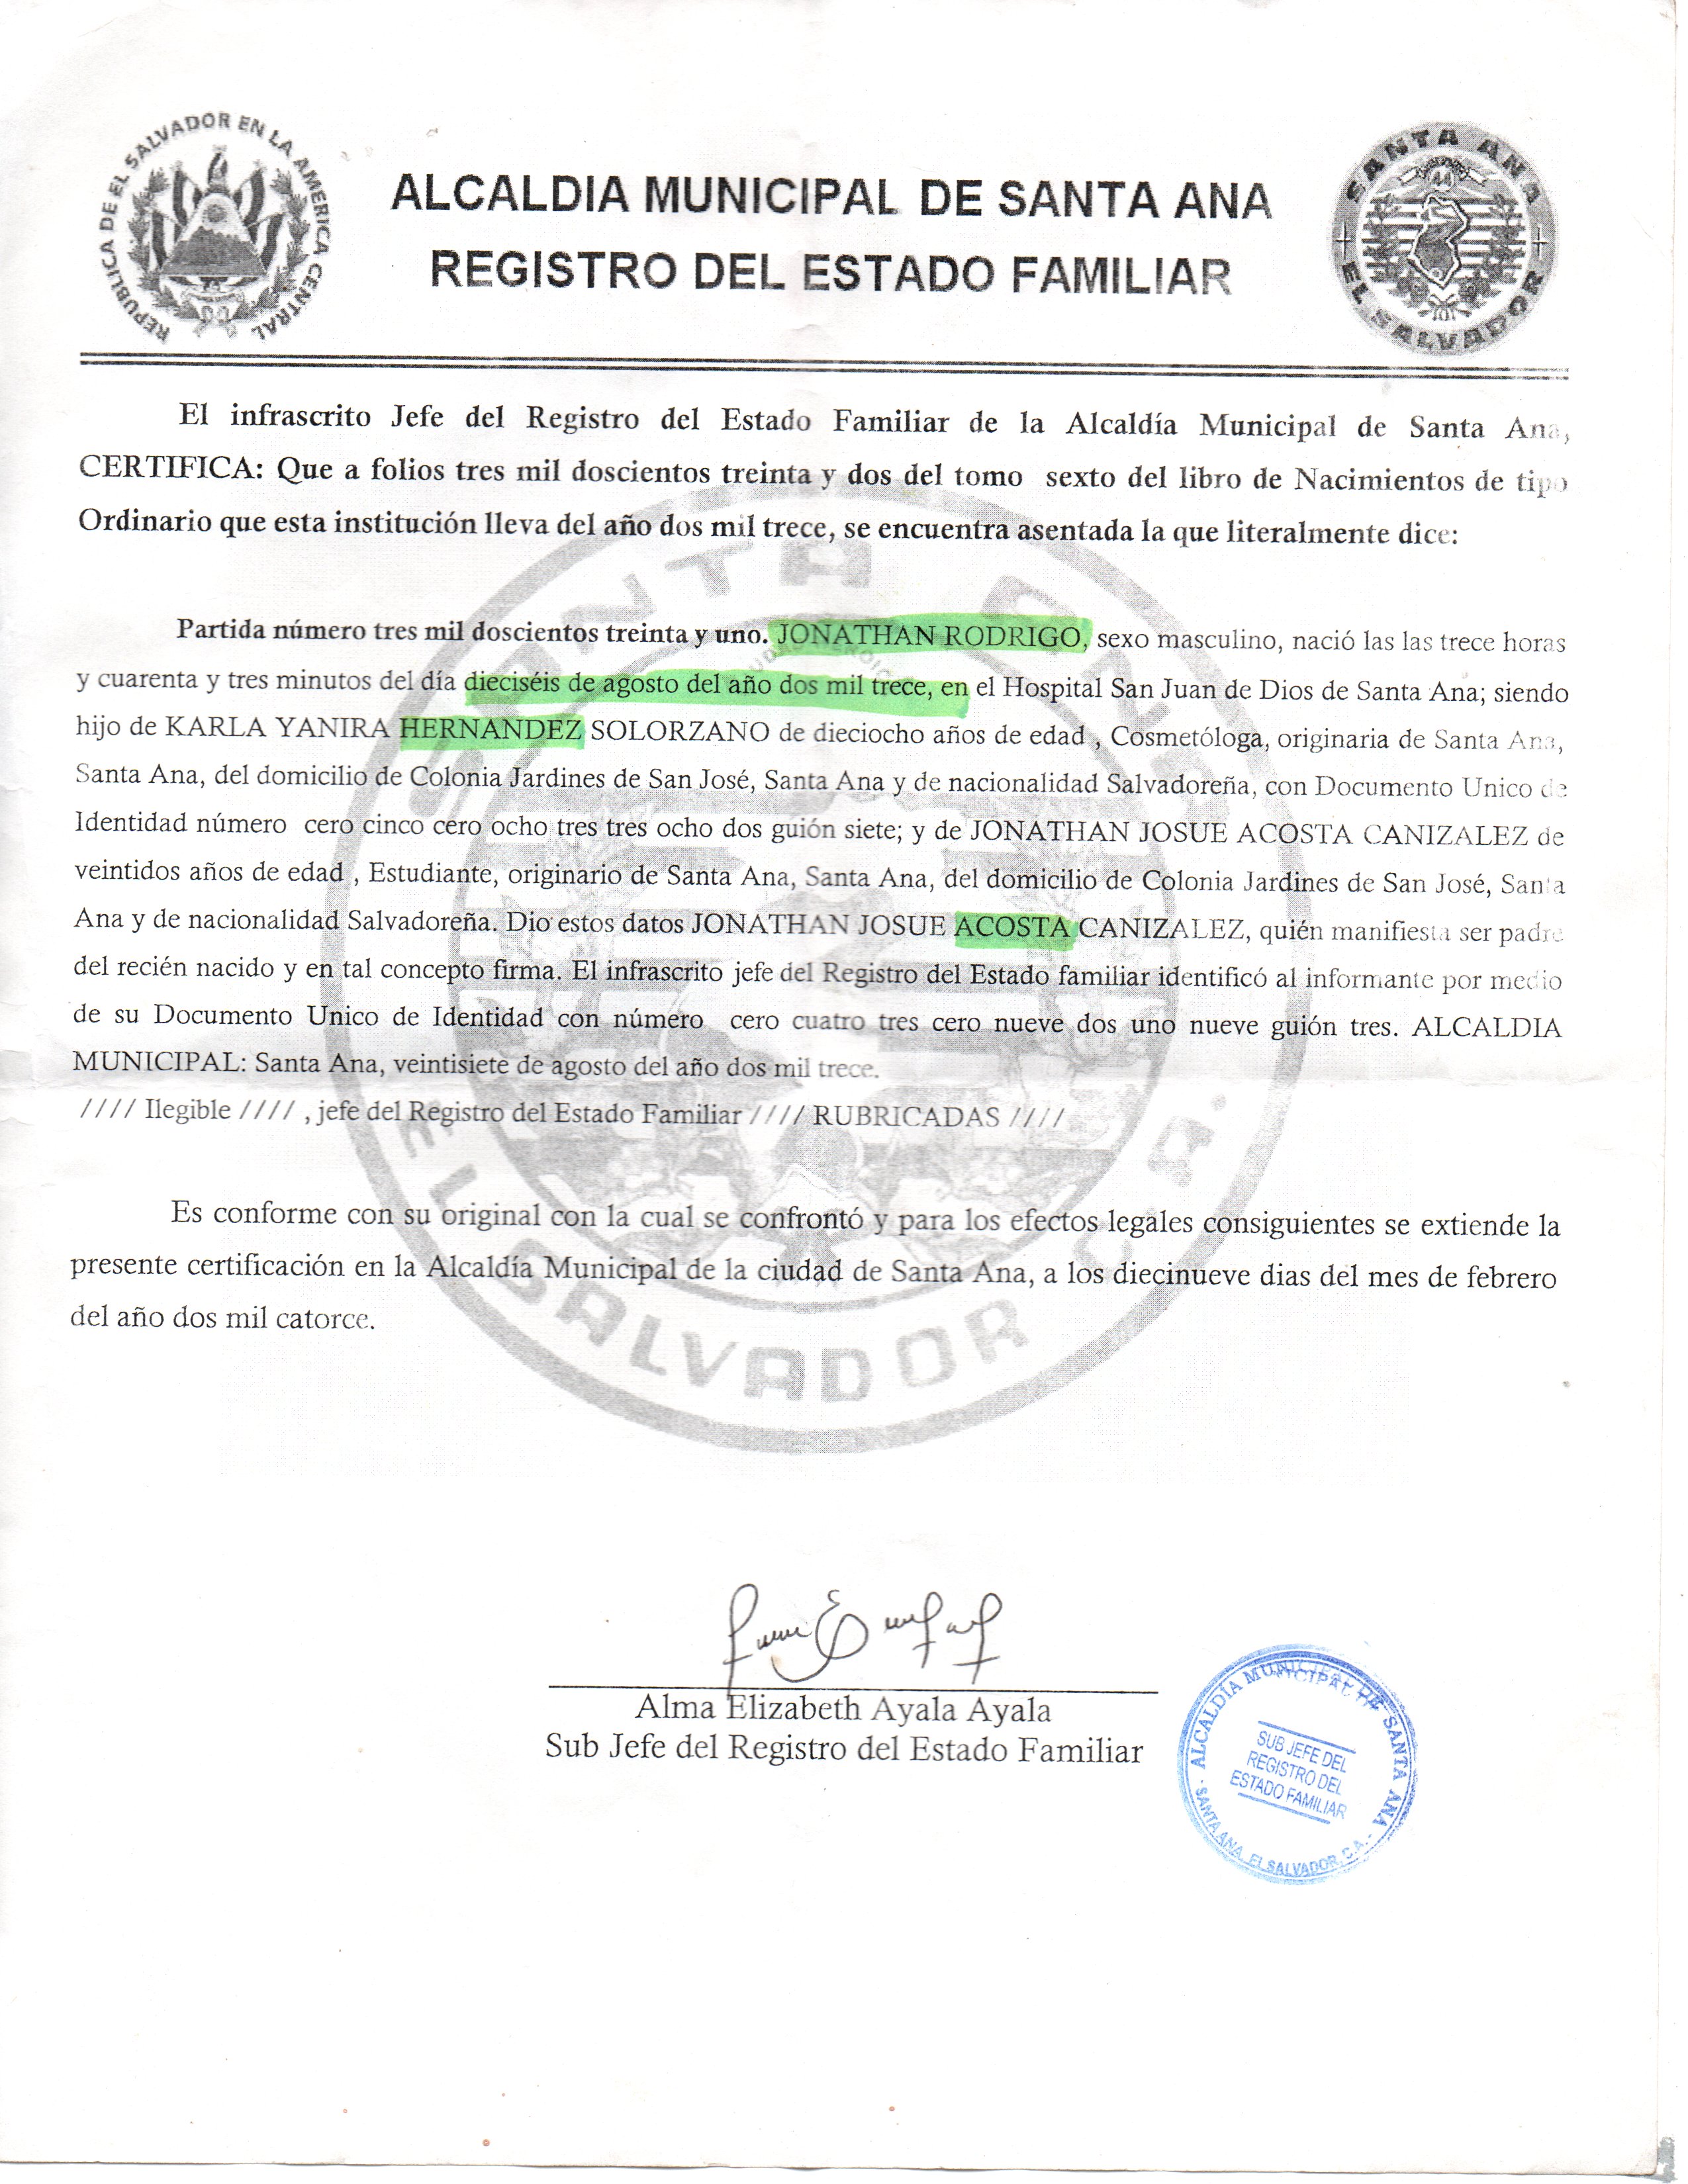 REPUBLICA DE EL SALVADOR EN LA AMERICA CENTRAL
ALCALDIA MUNICIPAL DE SANTA ANA
REGISTRO DEL ESTADO FAMILIAR
SANTA ANA
44
EL SALVADOR
El infrascrito Jefe del Registro del Estado Familiar de la Alcaldía Municipal de Santa Ana,
CERTIFICA: Que a folios tres mil doscientos treinta y dos del tomo sexto del libro de Nacimientos de tipo
Ordinario que esta institución lleva del año dos mil trece, se encuentra asentada la que literalmente dice:
Partida número tres mil doscientos treinta y uno. JONATHAN RODRIGO, sexo masculino, nació las las trece horas
y cuarenta y tres minutos del día dieciséis de agosto del año dos mil trece, en el Hospital San Juan de Dios de Santa Ana; siendo
hijo de KARLA YANIRA HERNANDEZ SOLORZANO de dieciocho años de edad , Cosmetóloga, originaria de Santa Ana,
Santa Ana, del domicilio de Colonia Jardines de San José, Santa Ana y de nacionalidad Salvadoreña, con Documento Unico de
Identidad número cero cinco cero ocho tres tres ocho dos guión siete; y de JONATHAN JOSUE ACOSTA CANIZALEZ de
veintidos años de edad , Estudiante, originario de Santa Ana, Santa Ana, del domicilio de Colonia Jardines de San José, Santa
Ana y de nacionalidad Salvadoreña. Dio estos datos JONATHAN JOSUE ACOSTA CANIZALEZ, quién manifiesta ser padre
del recién nacido y en tal concepto firma. El infrascrito jefe del Registro del Estado familiar identificó al informante por medio
de su Documento Unico de Identidad con número cero cuatro tres cero nueve dos uno nueve guión tres. ALCALDIA
MUNICIPAL: Santa Ana, veintisiete de agosto del año dos mil trece.
//// Ilegible //// , jefe del Registro del Estado Familiar //// RUBRICADAS ////
Es conforme con su original con la cual se confrontó y para los efectos legales consiguientes se extiende la
presente certificación en la Alcaldía Municipal de la ciudad de Santa Ana, a los diecinueve dias del mes de febrero
del año dos mil catorce.
SANTA ANA
EL SALVADOR C.A.
Alma Elizabeth Ayala Ayala
Sub Jefe del Registro del Estado Familiar
ALCALDÍA MUNICIPAL DE SANTA ANA
SUB JEFE DEL
REGISTRO DEL
ESTADO FAMILIAR
SANTA ANA, EL SALVADOR, C.A.